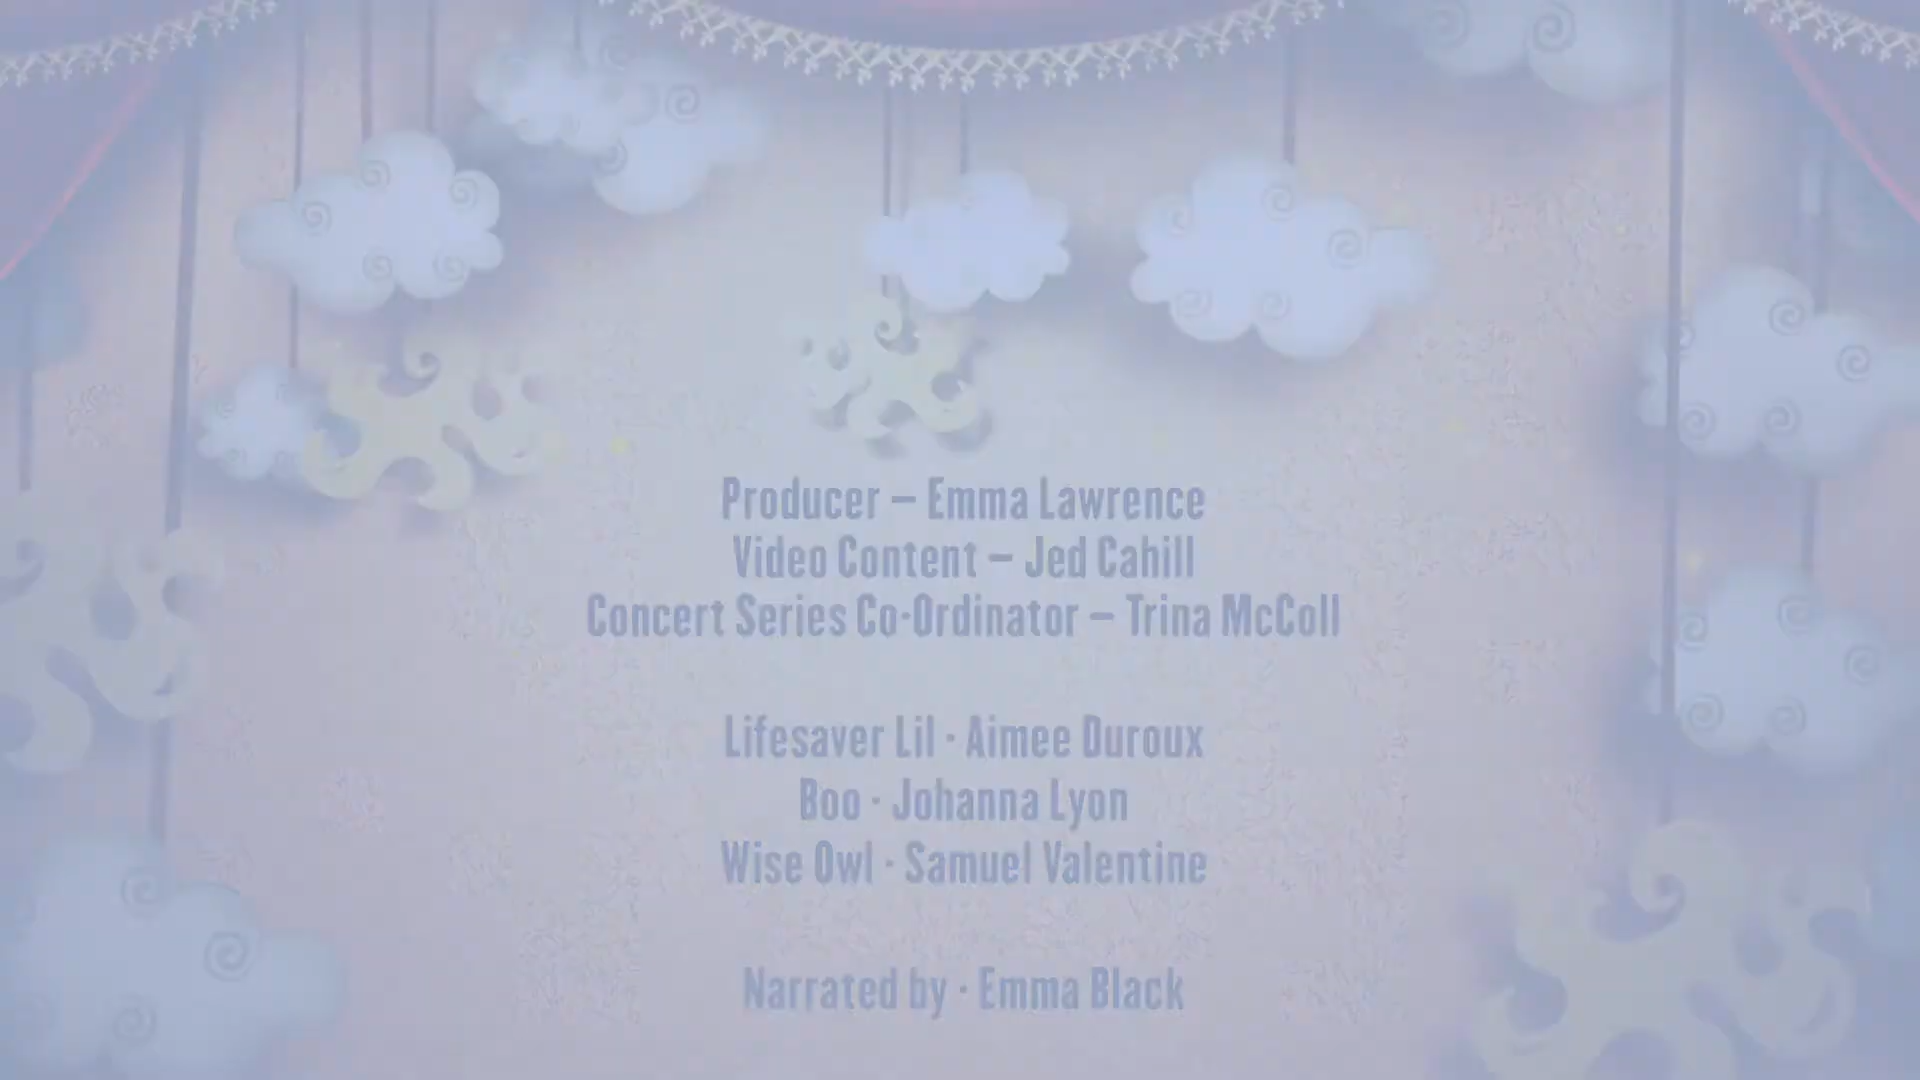 Producer – Emma Lawrence
Video Content – Jed Cahill
Concert Series Co-Ordinator – Trina McColl
Lifesaver Lil · Aimee Duroux
Boo · Johanna Lyon
Wise Owl · Samuel Valentine
Narrated by · Emma Black